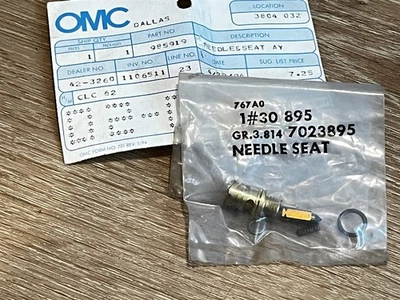 OMC DALLAS
LOCATION
3804 032
PART NO
DESCRIPTION
985919
NEEDLE&SEAT AY
DEALER NO
INV
SUG. LIST PRICE
42-3260
1106511
23
7.25
CLC 62
767A0
1#30 895
GR.3.814 7023895
NEEDLE SEAT